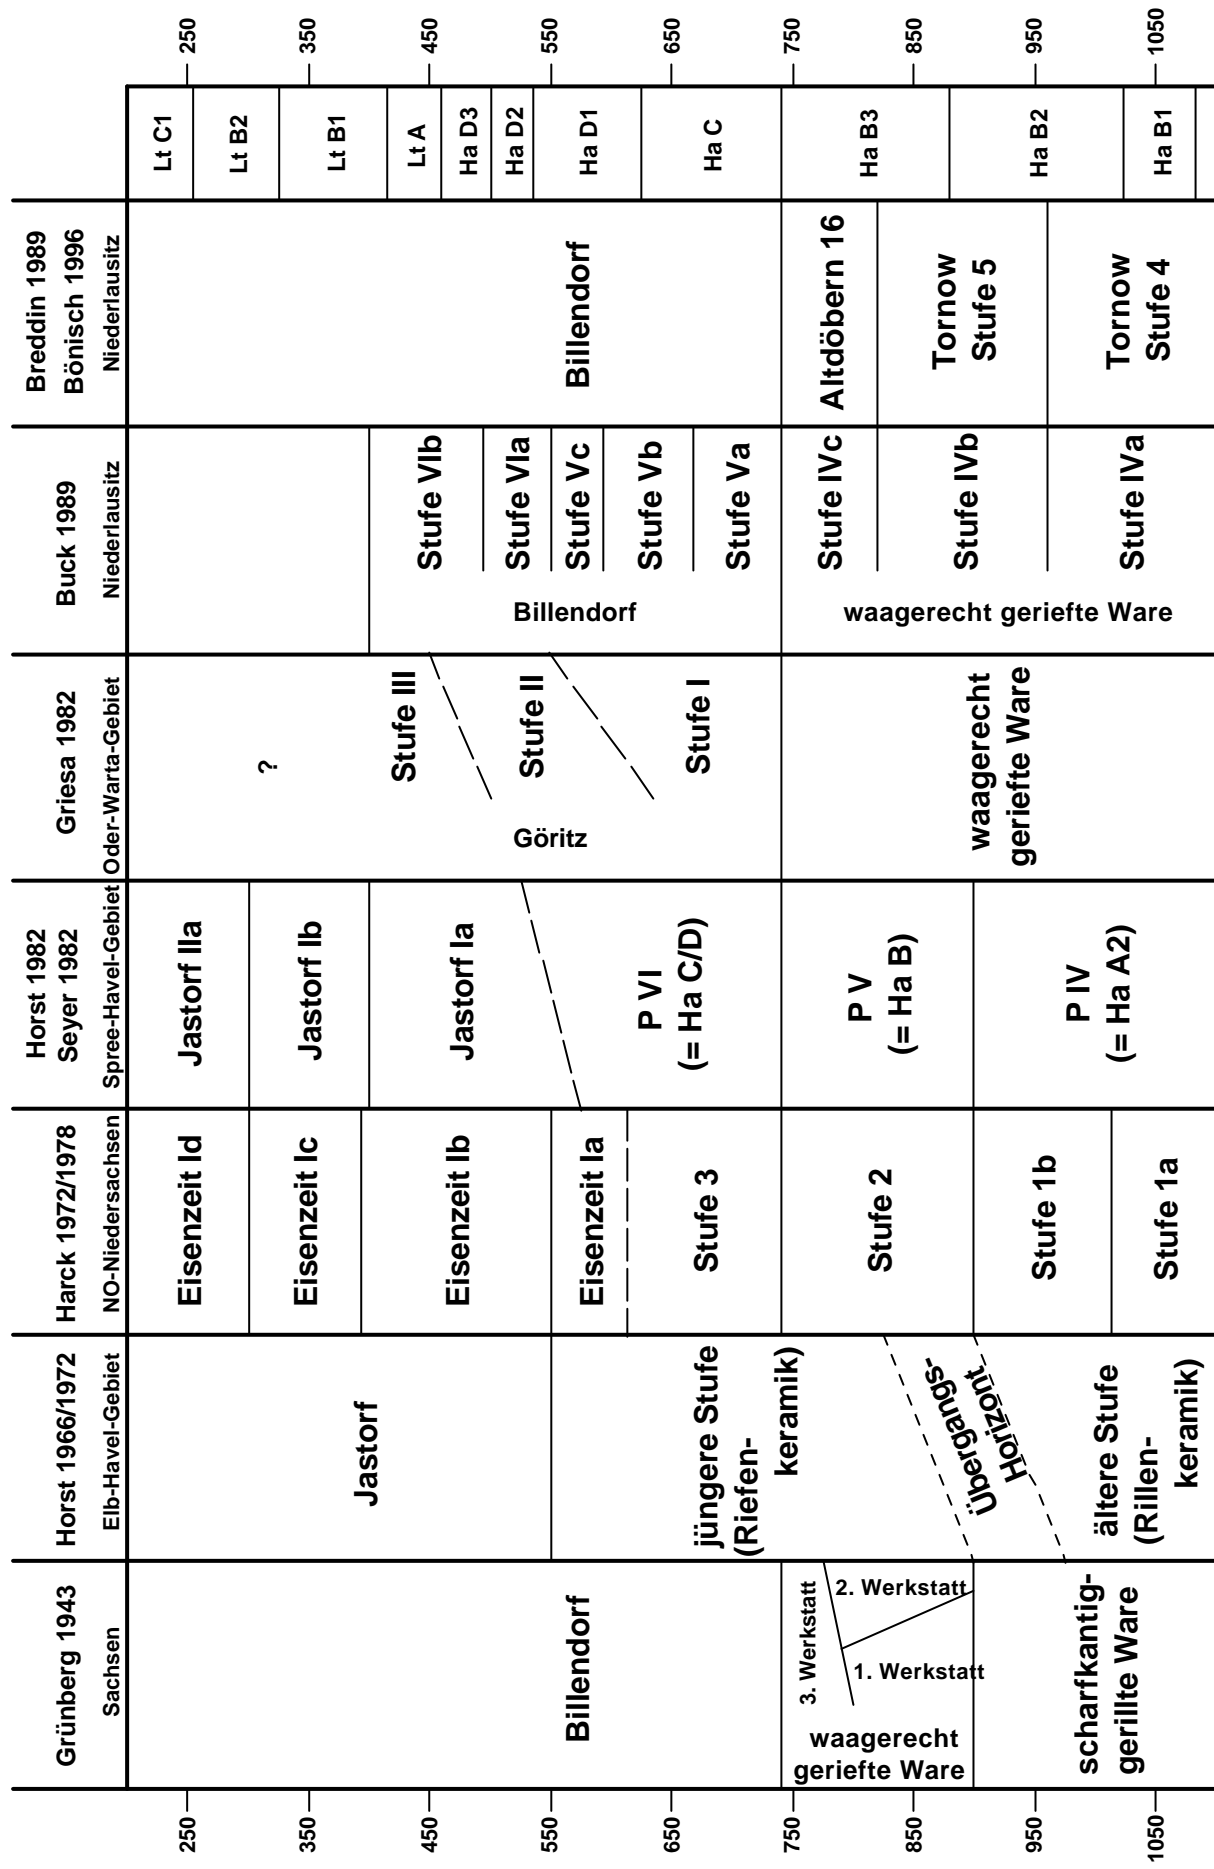 Grünberg 1943
Sachsen
Horst 1966/1972
Elb-Havel-Gebiet
Harck 1972/1978
NO-Niedersachsen
Horst 1982
Seyer 1982
Spree-Havel-Gebiet
Griesa 1982
Oder-Warta-Gebiet
Buck 1989
Niederlausitz
Breddin 1989
Bönisch 1996
Niederlausitz
250
350
450
550
650
750
850
950
1050
Billendorf
3. Werkstatt
2. Werkstatt
1. Werkstatt
waagerecht
geriefte Ware
scharfkantig-
gerillte Ware
Jastorf
jüngere Stufe
(Riefen-
keramik)
Übergangs-
Horizont
ältere Stufe
(Rillen-
keramik)
Eisenzeit Id
Eisenzeit Ic
Eisenzeit Ib
Eisenzeit Ia
Stufe 3
Stufe 2
Stufe 1b
Stufe 1a
Jastorf IIa
Jastorf Ib
Jastorf Ia
P VI
(= Ha C/D)
P V
(= Ha B)
P IV
(= Ha A2)
?
Stufe III
Stufe II
Stufe I
Göritz
waagerecht
geriefte Ware
Stufe VIb
Stufe VIa
Stufe Vc
Stufe Vb
Stufe Va
Billendorf
Stufe IVc
Stufe IVb
Stufe IVa
waagerecht geriefte Ware
Billendorf
Altdöbern 16
Tornow
Stufe 5
Tornow
Stufe 4
Lt C1
Lt B2
Lt B1
Lt A
Ha D3
Ha D2
Ha D1
Ha C
Ha B3
Ha B2
Ha B1
250
350
450
550
650
750
850
950
1050